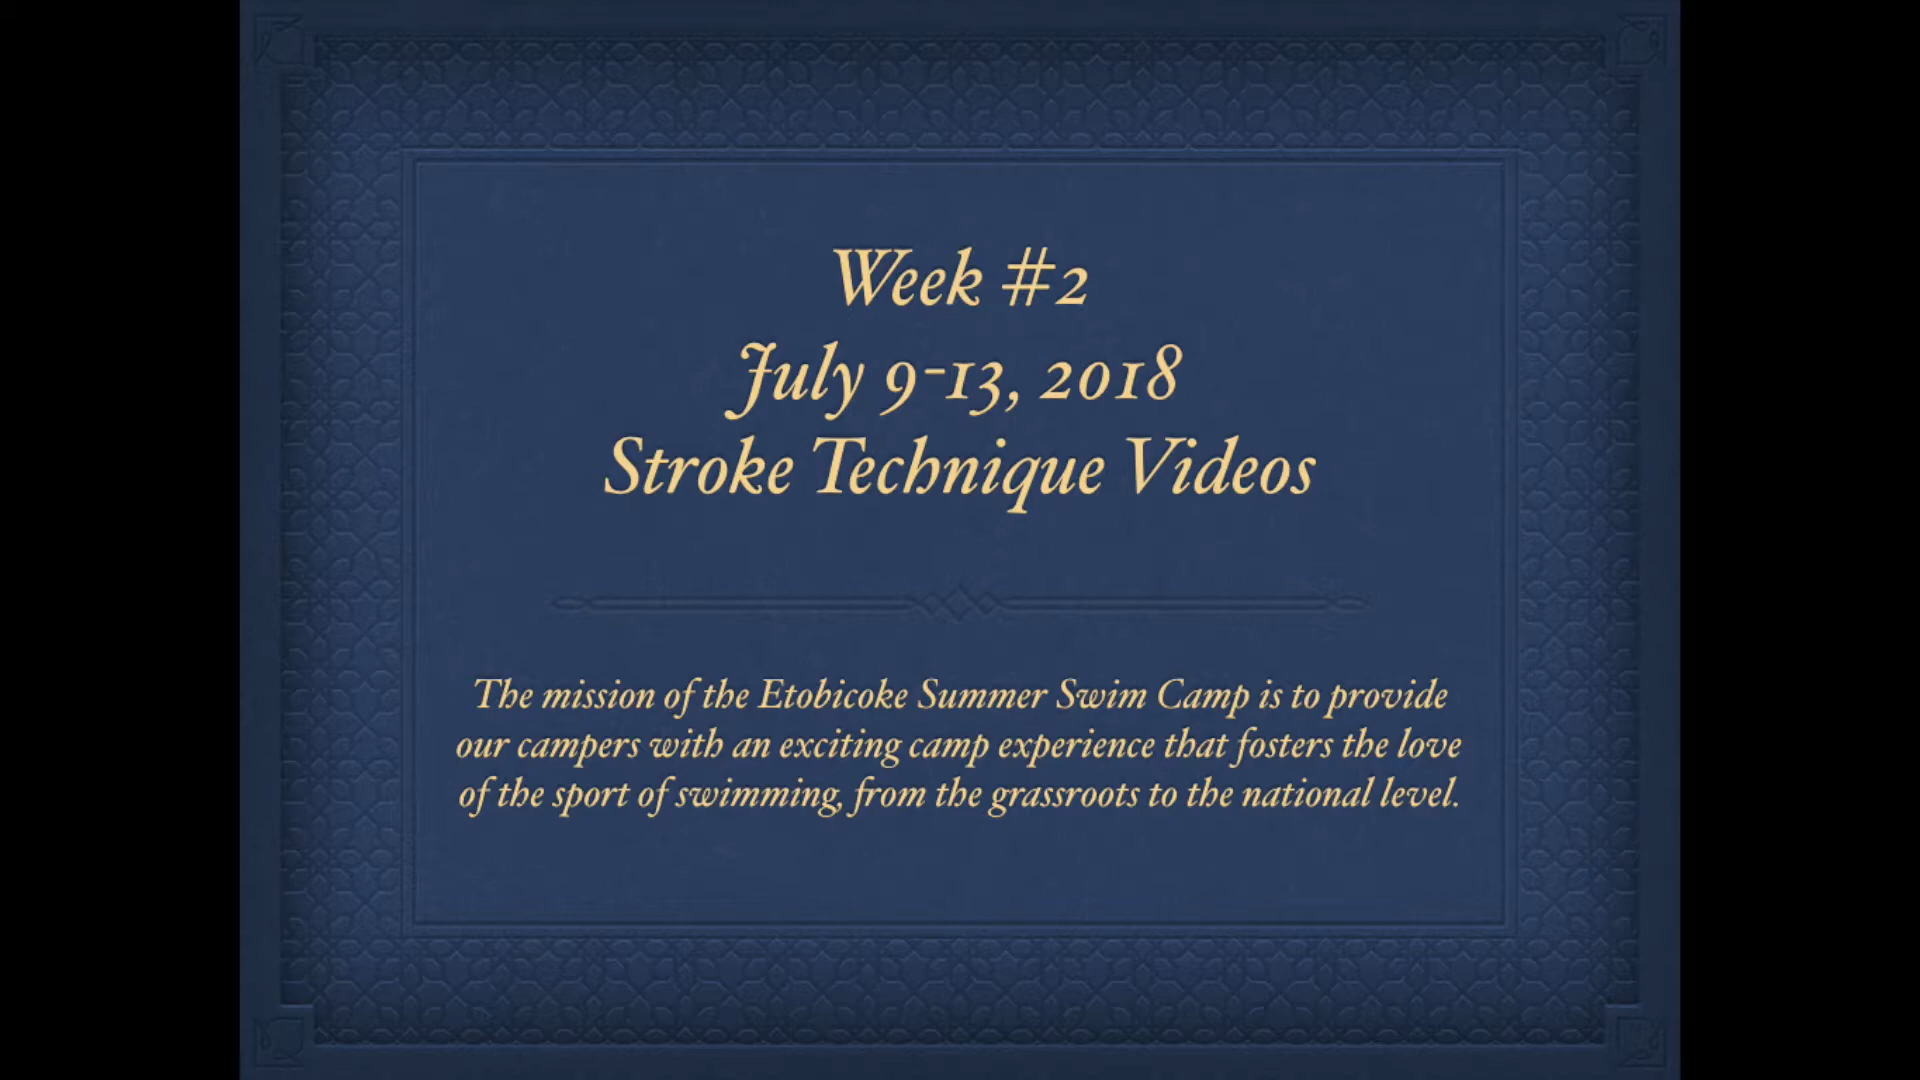 Week #2
July 9-13, 2018
Stroke Technique Videos
The mission of the Etobicoke Summer Swim Camp is to provide
our campers with an exciting camp experience that fosters the love
of the sport of swimming, from the grassroots to the national level.